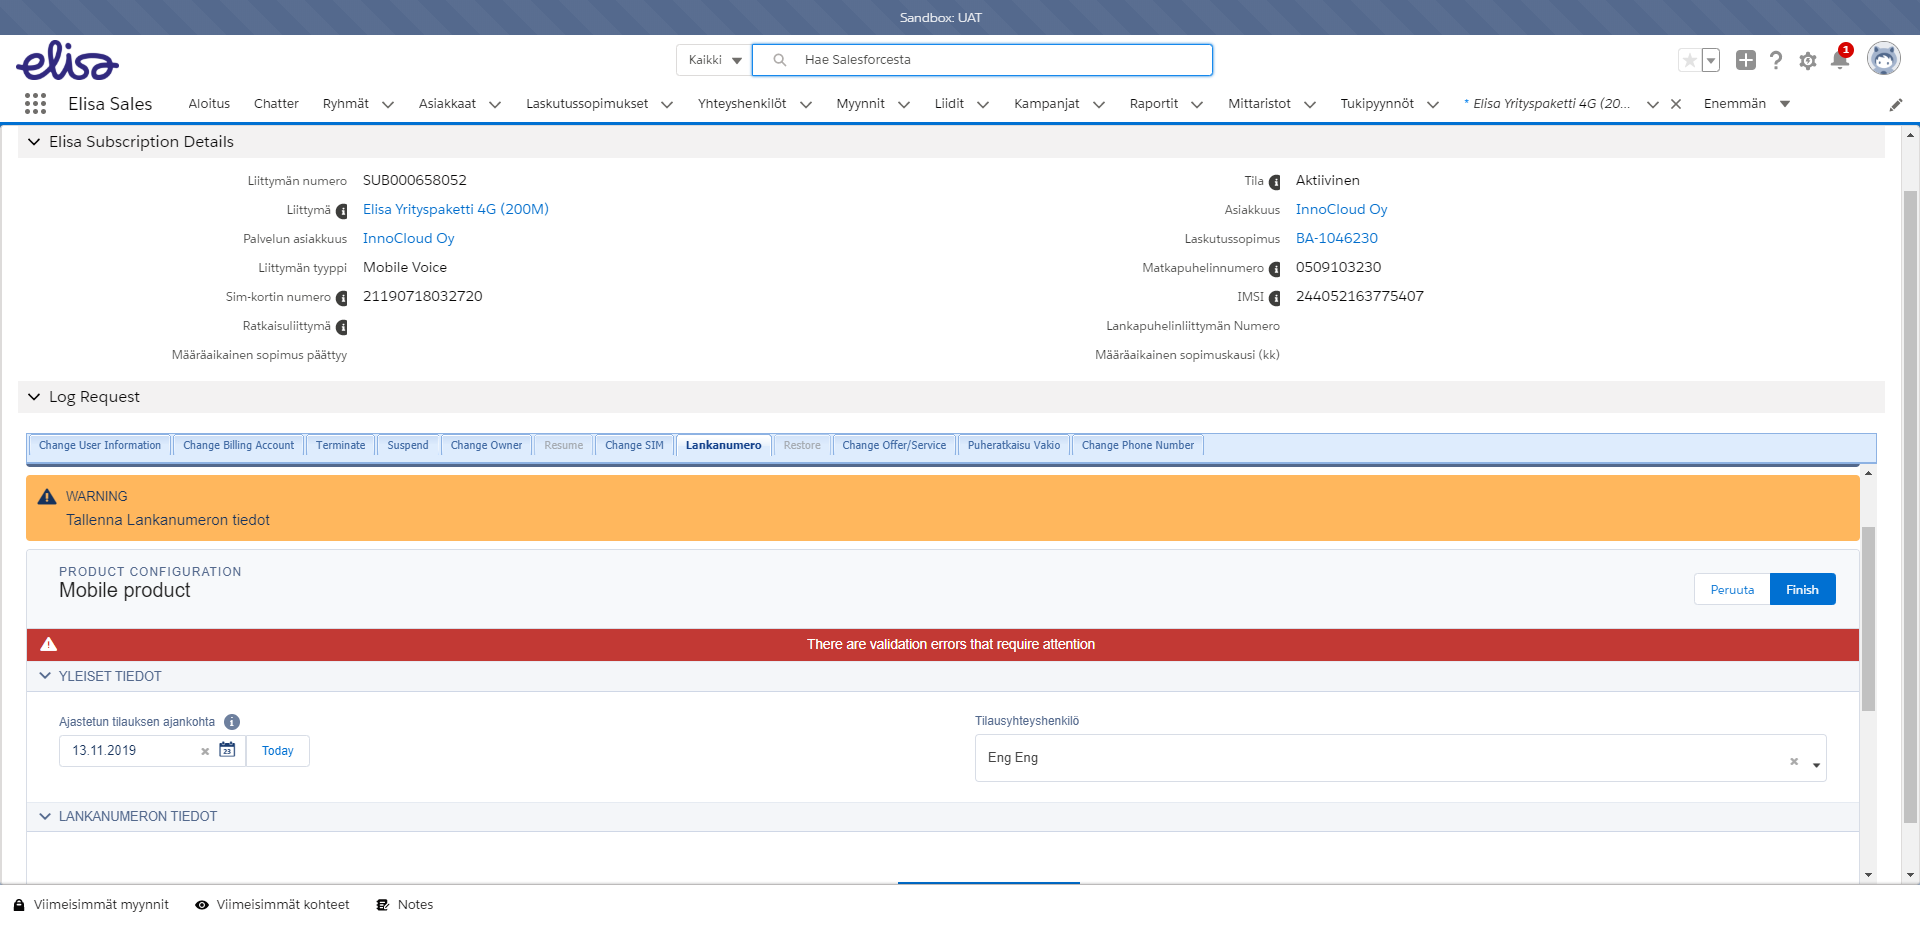 Sandbox: UAT
elisa
Kaikki
Hae Salesforcesta
1
Elisa Sales
Aloitus
Chatter
Ryhmät
Asiakkaat
Laskutussopimukset
Yhteyshenkilöt
Myynnit
Liidit
Kampanjat
Raportit
Mittaristot
Tukipyynnöt
* Elisa Yrityspaketti 4G (20...
Enemmän
Elisa Subscription Details
Liittymän numero SUB000658052
Tila Aktiivinen
Liittymä Elisa Yrityspaketti 4G (200M)
Asiakkuus InnoCloud Oy
Palvelun asiakkuus InnoCloud Oy
Laskutussopimus BA-1046230
Liittymän tyyppi Mobile Voice
Matkapuhelinnumero 0509103230
Sim-kortin numero 21190718032720
IMSI 244052163775407
Ratkaisuliittymä
Lankapuhelinliittymän Numero
Määräaikainen sopimus päättyy
Määräaikainen sopimuskausi (kk)
Log Request
Change User Information
Change Billing Account
Terminate
Suspend
Change Owner
Resume
Change SIM
Lankanumero
Restore
Change Offer/Service
Puheratkaisu Vakio
Change Phone Number
WARNING
Tallenna Lankanumeron tiedot
PRODUCT CONFIGURATION
Mobile product
Peruuta
Finish
There are validation errors that require attention
YLEISET TIEDOT
Ajastetun tilauksen ajankohta
Tilausyhteyshenkilö
13.11.2019
23
Today
Eng Eng
LANKANUMERON TIEDOT
Viimeisimmät myynnit
Viimeisimmät kohteet
Notes